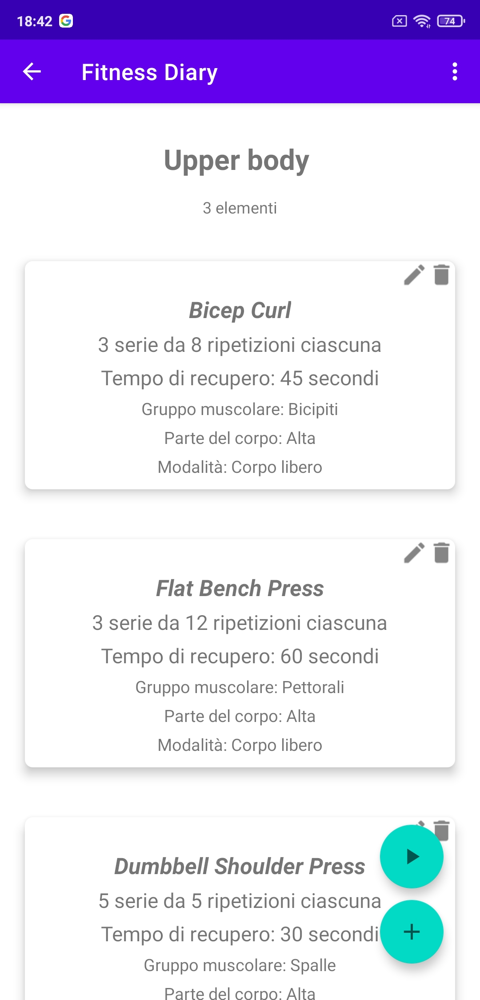 18:42
74
Fitness Diary
Upper body
3 elementi
Bicep Curl
3 serie da 8 ripetizioni ciascuna
Tempo di recupero: 45 secondi
Gruppo muscolare: Bicipiti
Parte del corpo: Alta
Modalità: Corpo libero
Flat Bench Press
3 serie da 12 ripetizioni ciascuna
Tempo di recupero: 60 secondi
Gruppo muscolare: Pettorali
Parte del corpo: Alta
Modalità: Corpo libero
Dumbbell Shoulder Press
5 serie da 5 ripetizioni ciascuna
Tempo di recupero: 30 secondi
Gruppo muscolare: Spalle
Parte del corpo: Alta